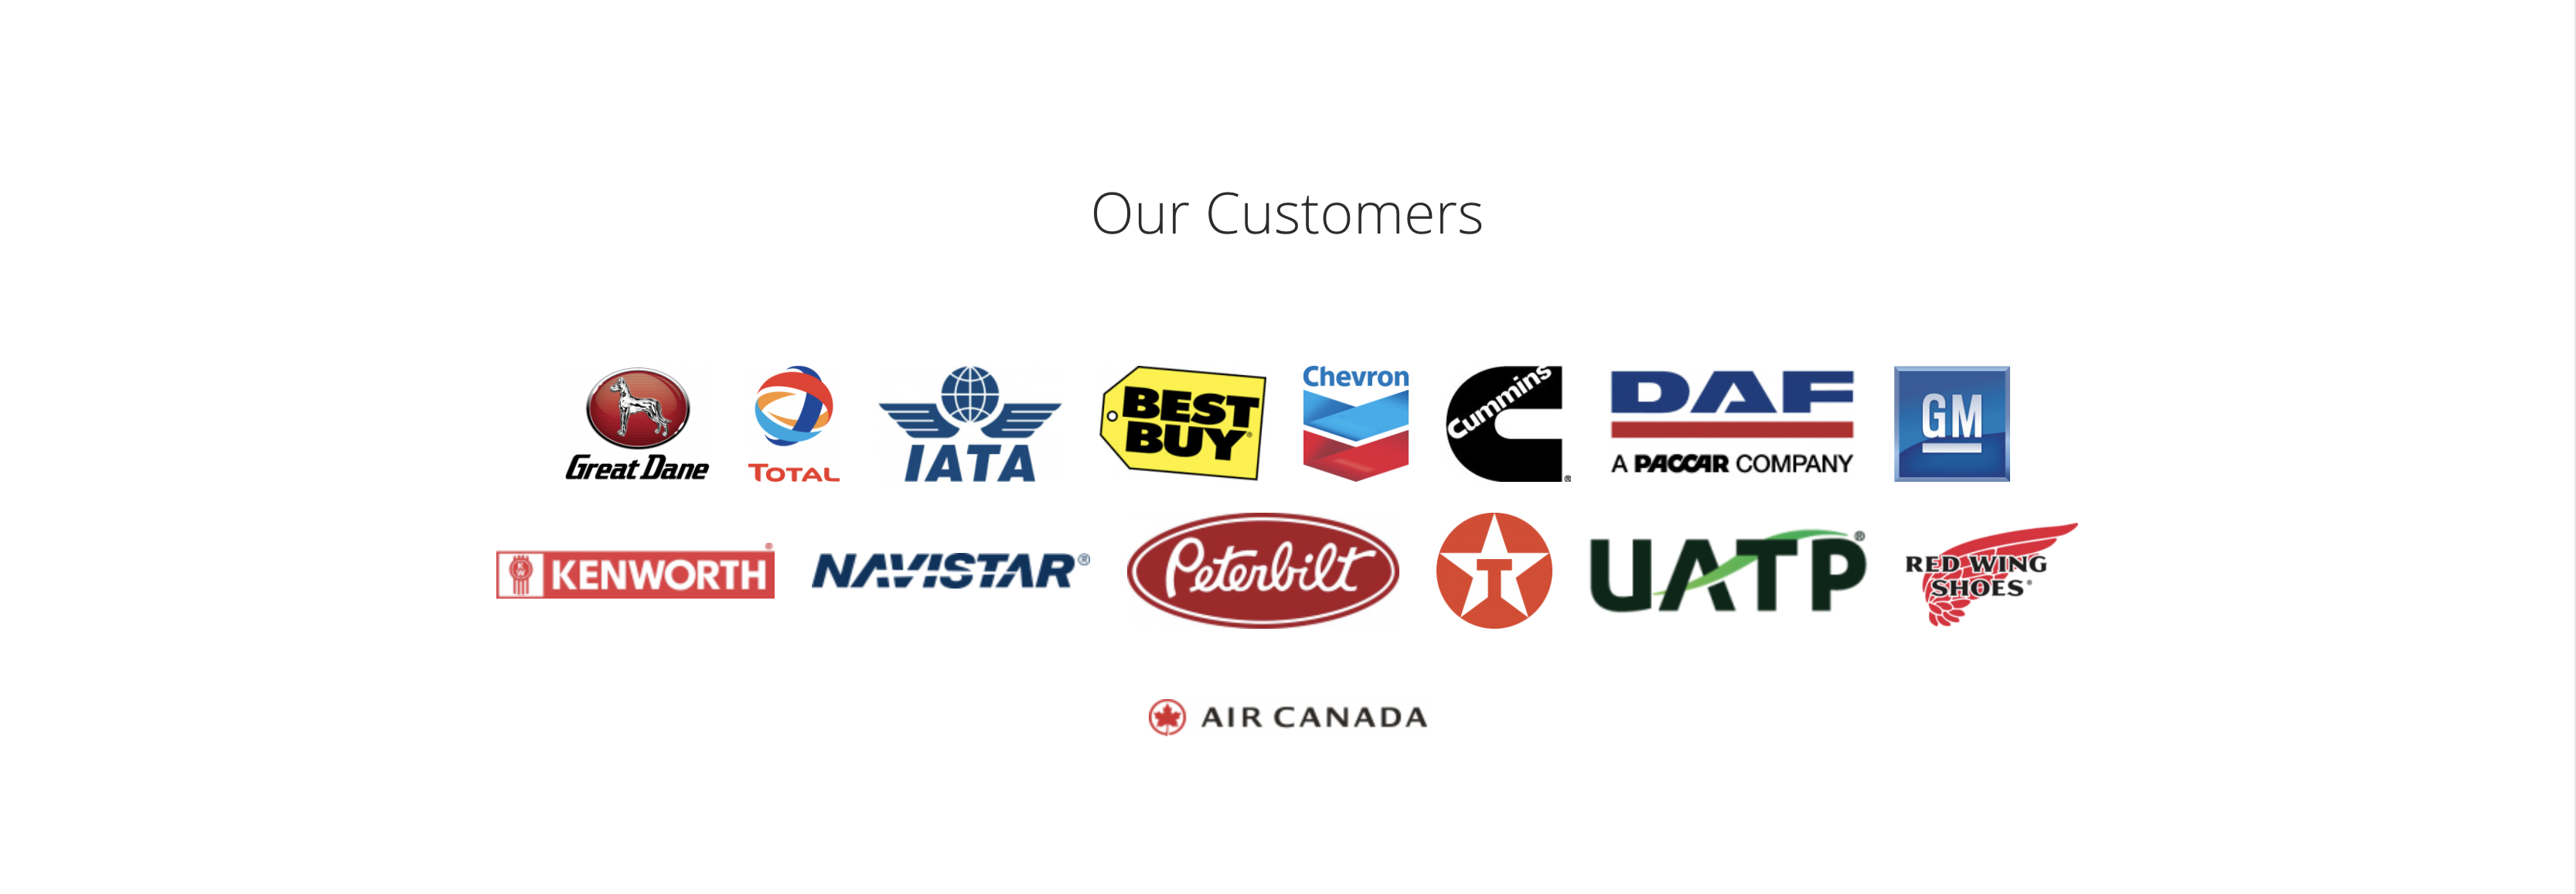 Our Customers
Great Dane
TOTAL
IATA
BEST
BUY
Chevron
Cummins
DAF
A PACCAR COMPANY
GM
KENWORTH
NAVISTAR
Peterbilt
T
UATP
RED WING
SHOES
AIR CANADA